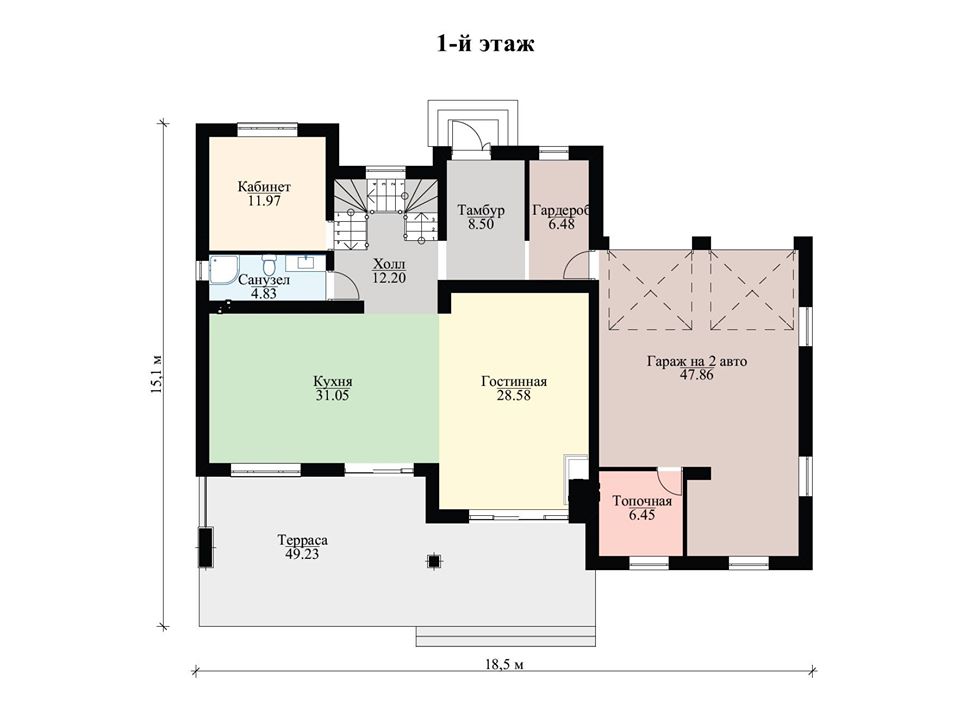 1-й этаж
Кабинет
11.97
Тамбур
8.50
Гардероб
6.48
Холл
12.20
Санузел
4.83
Гараж на 2 авто
47.86
Кухня
31.05
Гостинная
28.58
15,1 м
Топочная
6.45
Терраса
49.23
18,5 м